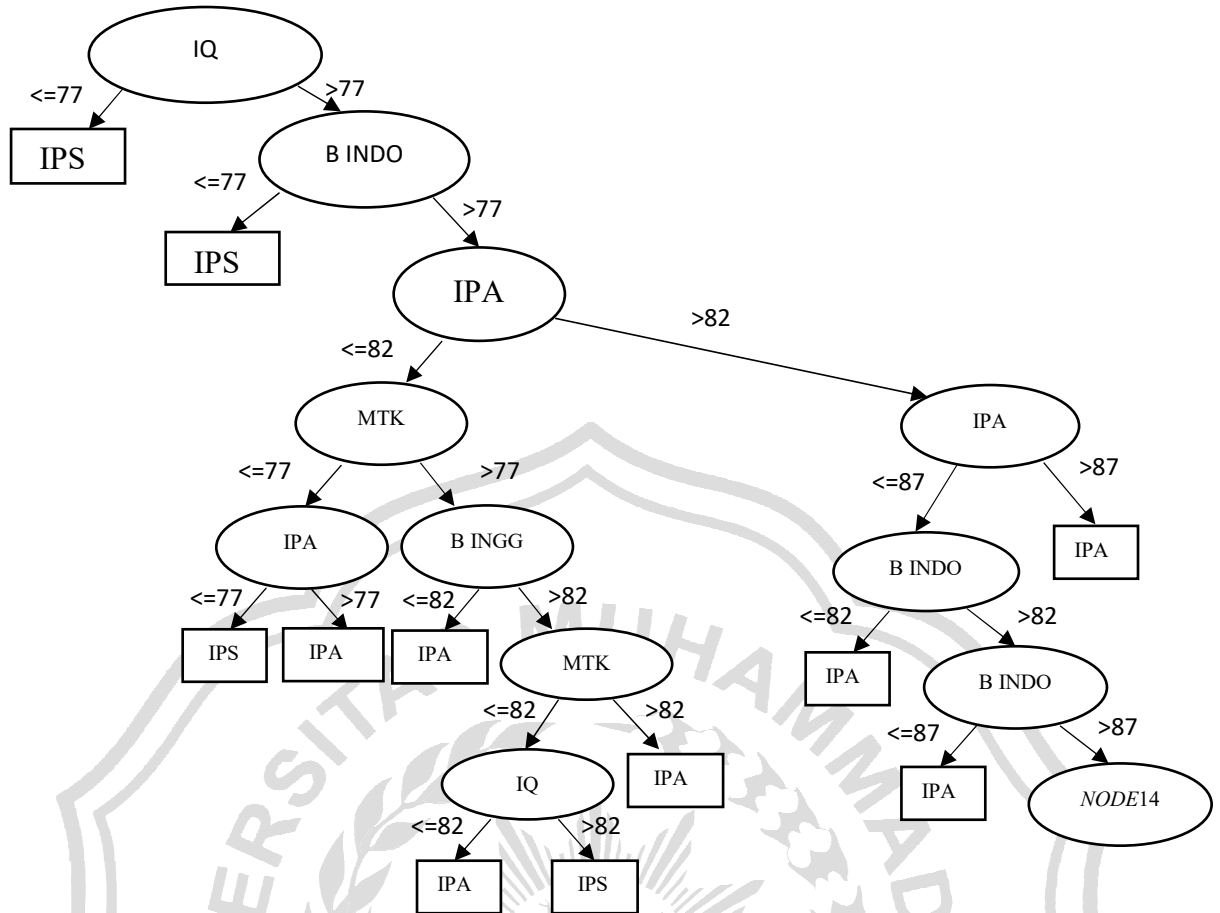 IQ
<=77
>77
IPS
B INDO
<=77
>77
IPS
IPA
>82
<=82
MTK
IPA
<=77
>77
<=87
>87
IPA
B INGG
IPA
B INDO
<=77
>77
<=82
>82
<=82
>82
IPS
IPA
IPA
MTK
IPA
B INDO
<=82
>82
<=87
>87
IPA
IPA
NODE14
IQ
<=82
>82
IPA
IPS
ERSITAS MUHAMMAD